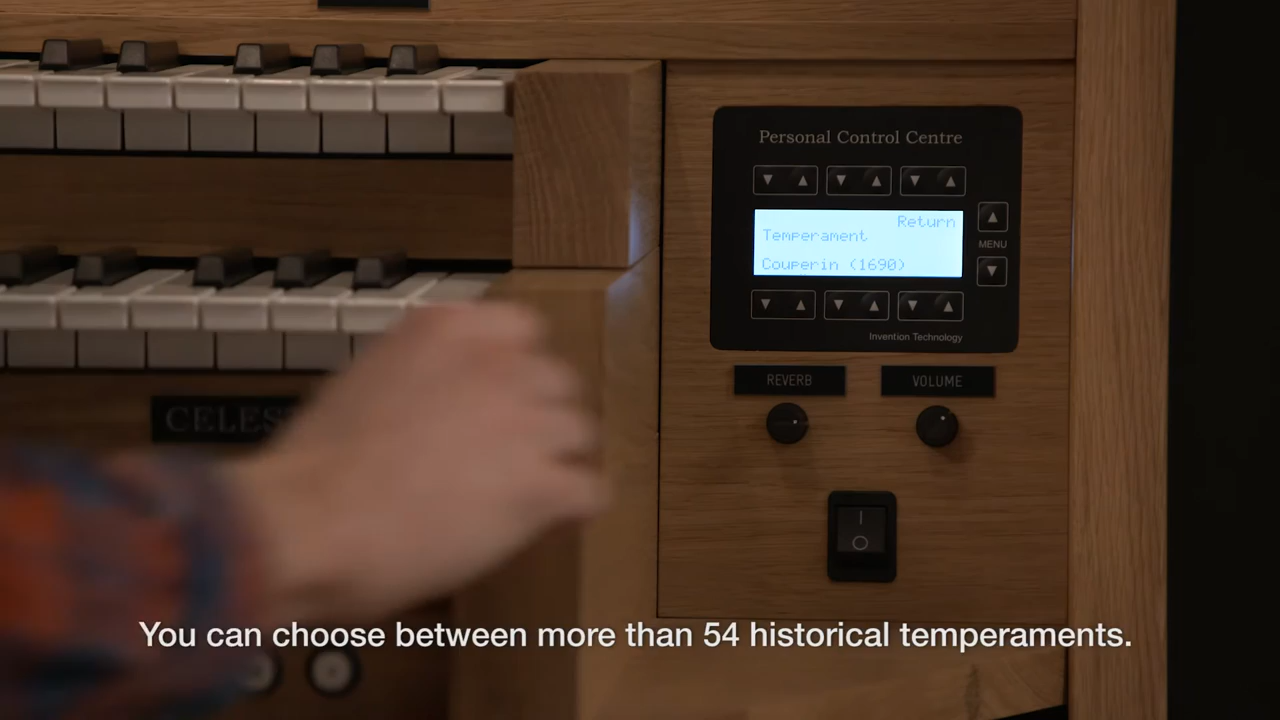 Personal Control Centre
Return
Temperament
Couperin (1690)
MENU
Invention Technology
REVERB
VOLUME
CELES
You can choose between more than 54 historical temperaments.